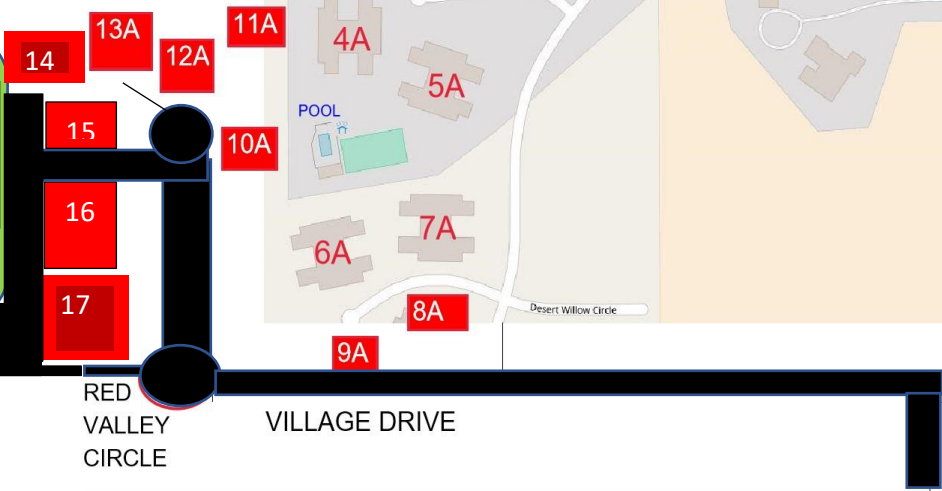 11A
13A
4A
12A
14
5A
POOL
15
10A
16
7A
6A
17
8A
Desert Willow Circle
9A
RED
VALLEY
CIRCLE
VILLAGE DRIVE